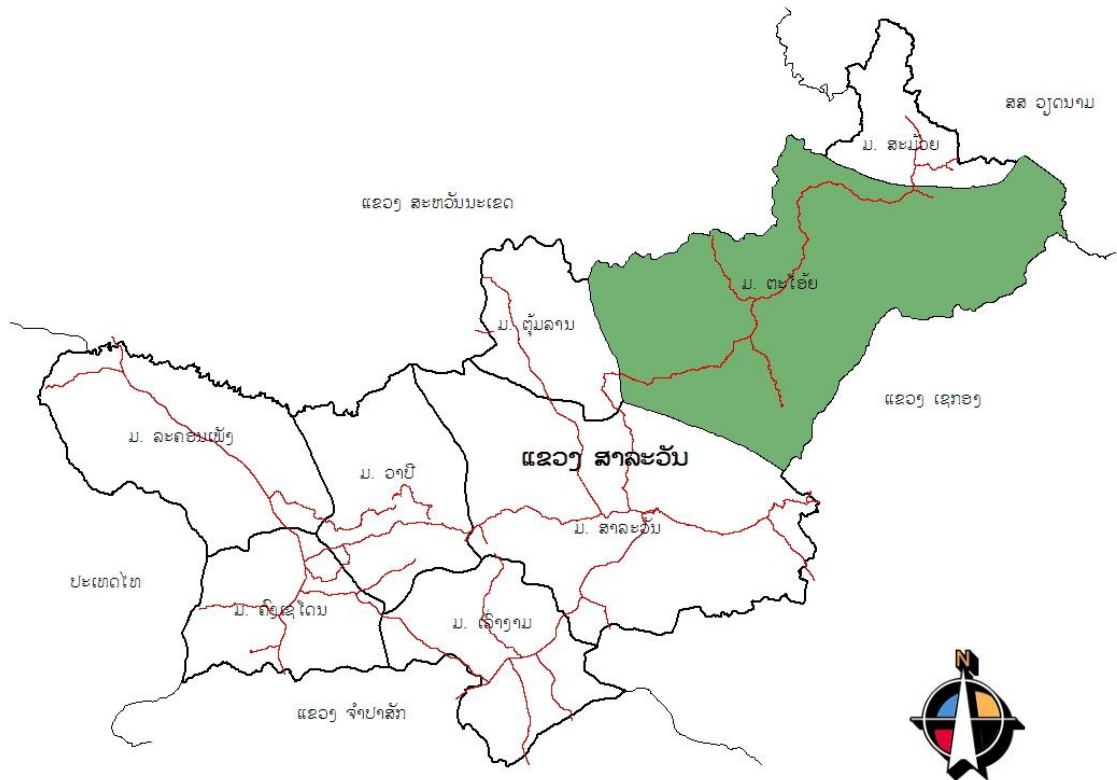 ສສ ວຽດນາມ
ມ. ສະມ້ວຍ
ແຂວງ ສະຫວັນນະເຂດ
ມ. ຕະໂອ້ຍ
ມ. ຕຸ້ມລານ
ແຂວງ ເຊກອງ
ມ. ລະຄອນເພັງ
ແຂວງ ສາລະວັນ
ມ. ວາປີ
ມ. ສາລະວັນ
ປະເທດໄທ
ມ. ຄົງເຊໂດນ
ມ. ເລົ່າງາມ
ແຂວງ ຈຳປາສັກ
N